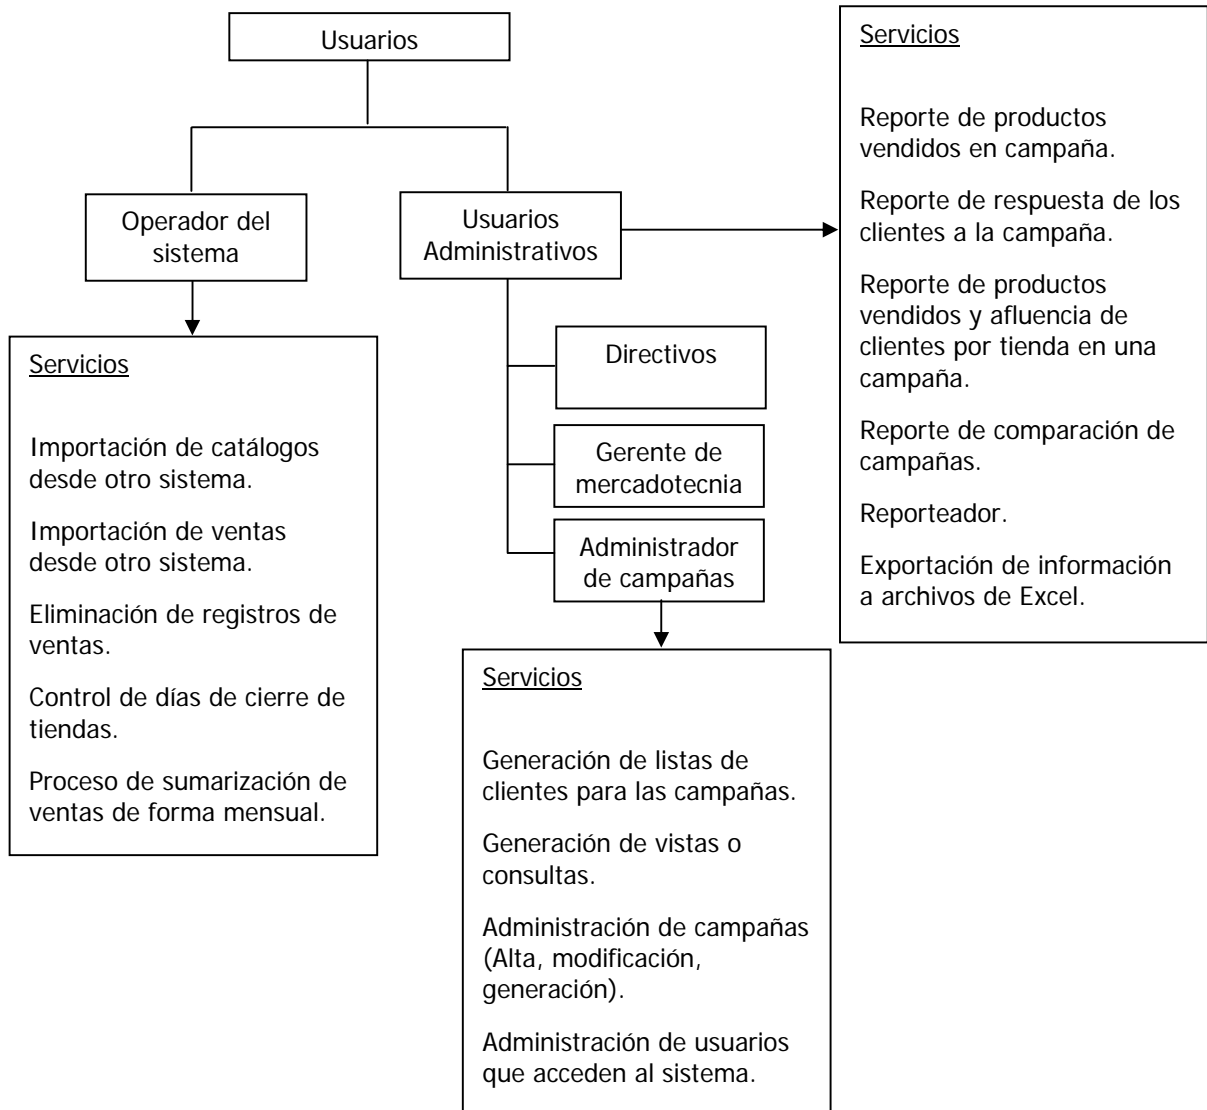 Usuarios
Operador del
sistema
Usuarios
Administrativos
Servicios
Importación de catálogos
desde otro sistema.
Importación de ventas
desde otro sistema.
Eliminación de registros de
ventas.
Control de días de cierre de
tiendas.
Proceso de sumarización de
ventas de forma mensual.
Directivos
Gerente de
mercadotecnia
Administrador
de campañas
Servicios
Generación de listas de
clientes para las campañas.
Generación de vistas o
consultas.
Administración de campañas
(Alta, modificación,
generación).
Administración de usuarios
que acceden al sistema.
Servicios
Reporte de productos
vendidos en campaña.
Reporte de respuesta de los
clientes a la campaña.
Reporte de productos
vendidos y afluencia de
clientes por tienda en una
campaña.
Reporte de comparación de
campañas.
Reporteador.
Exportación de información
a archivos de Excel.